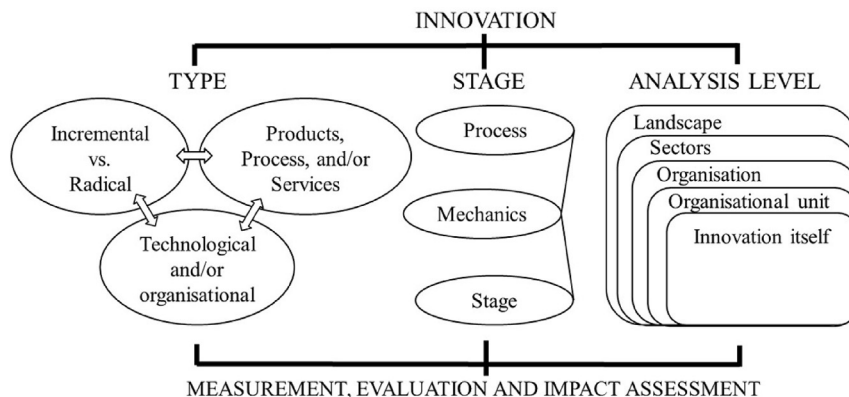 INNOVATION
TYPE
STAGE
ANALYSIS LEVEL
Incremental
vs.
Radical
Products,
Process, and/or
Services
Technological
and/or
organisational
Process
Mechanics
Stage
Landscape
Sectors
Organisation
Organisational unit
Innovation itself
MEASUREMENT, EVALUATION AND IMPACT ASSESSMENT